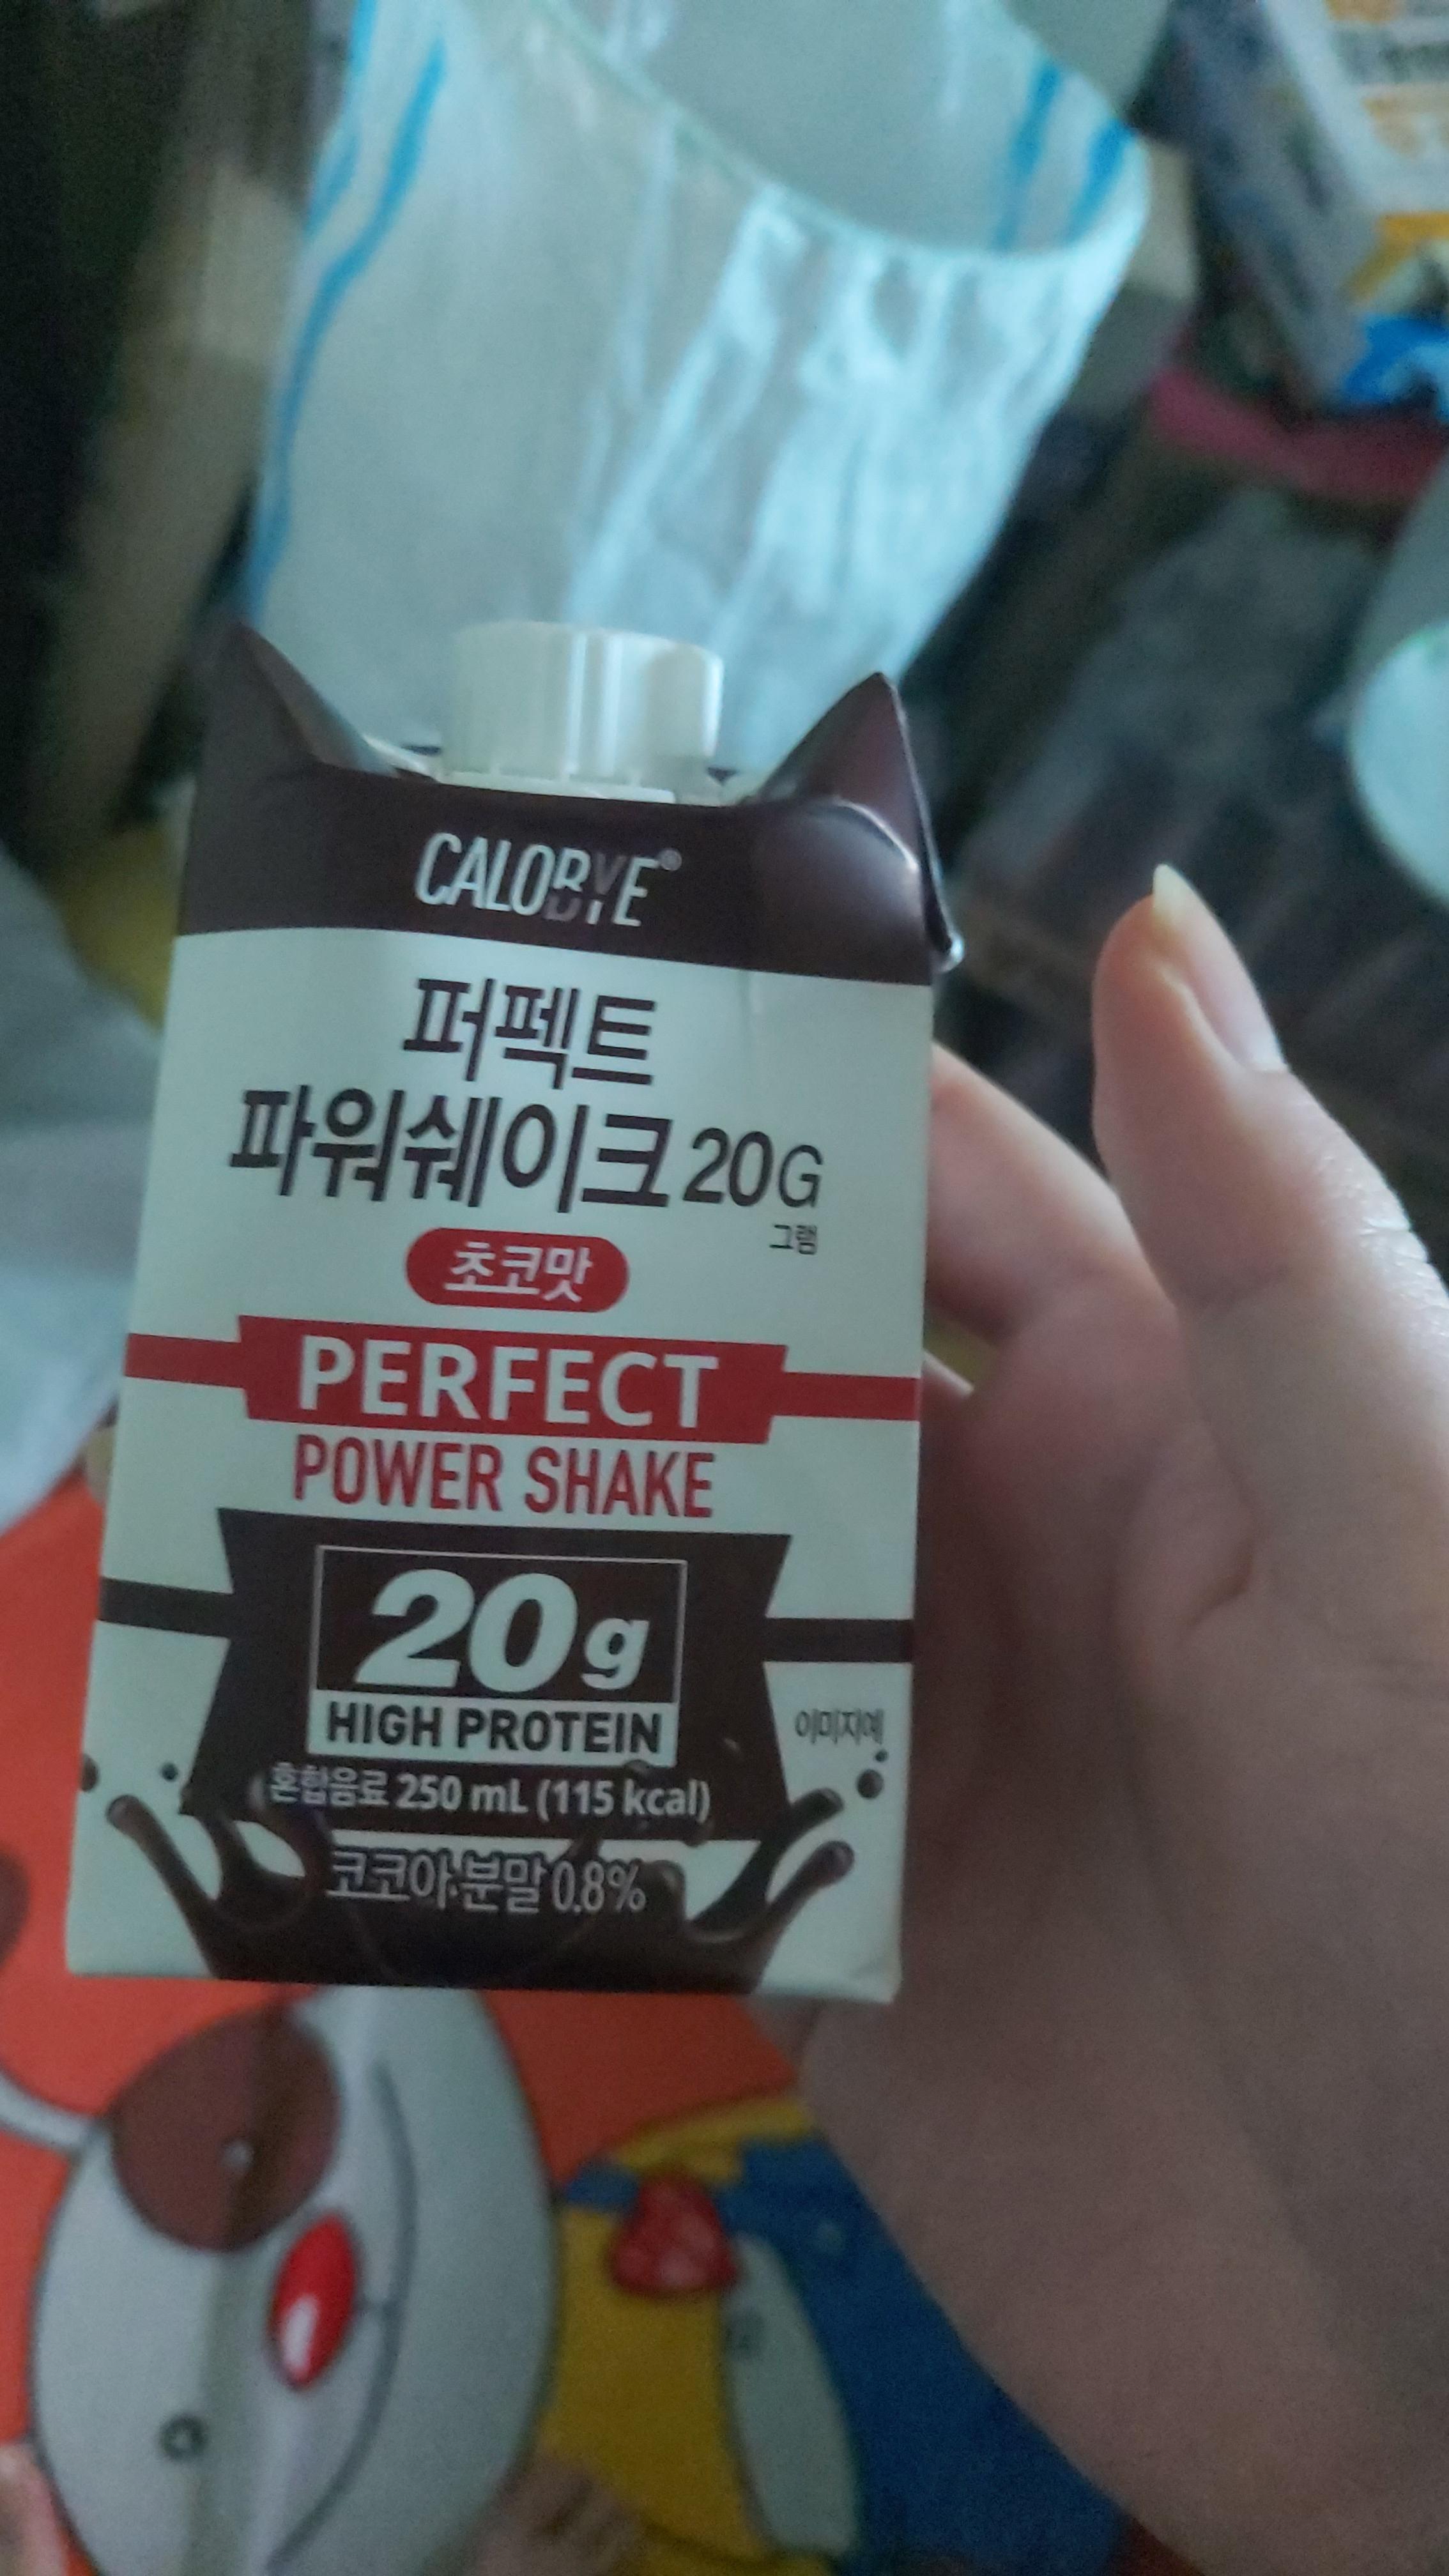 CALOBYE®
퍼펙트
파워쉐이크 20G
그램
초코맛
PERFECT
POWER SHAKE
20g
HIGH PROTEIN
이미지예
혼합음료 250 mL (115 kcal)
코코아분말 0.8%